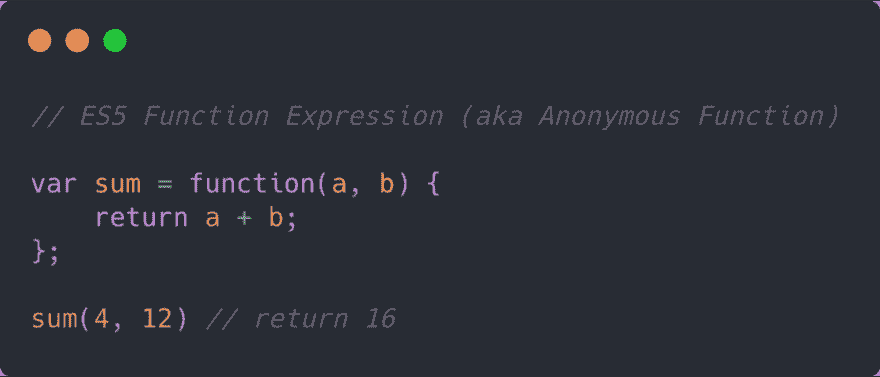 // ES5 Function Expression (aka Anonymous Function)
var sum = function(a, b) {
    return a + b;
};
sum(4, 12) // return 16